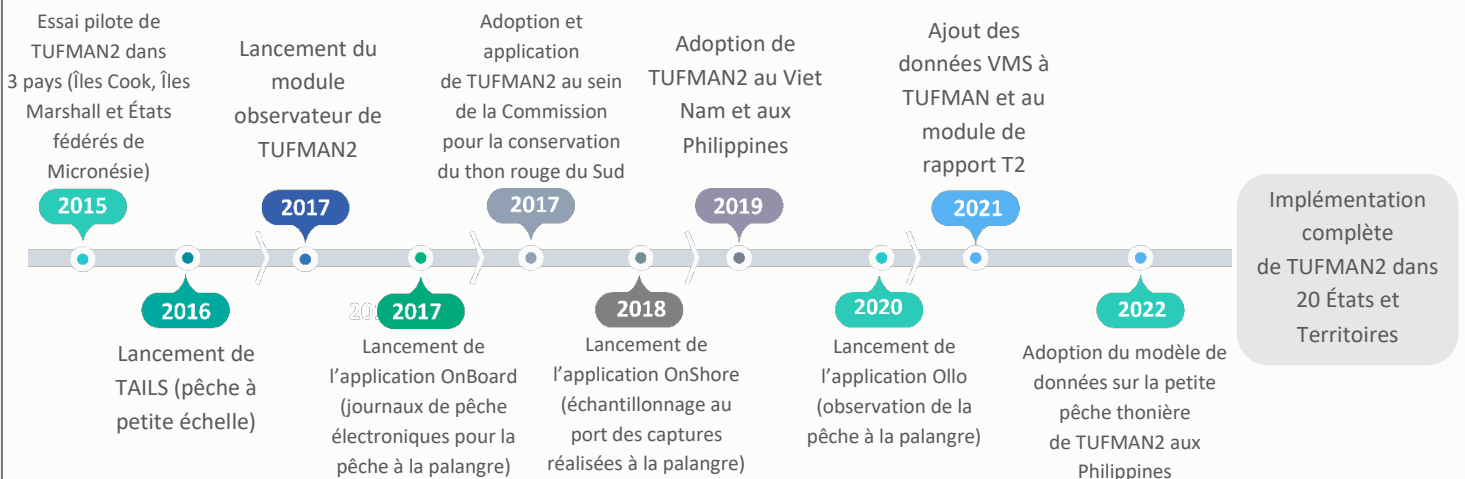 Essai pilote de
TUFMAN2 dans
3 pays (Îles Cook, Îles
Marshall et États
fédérés de
Micronésie)
2015
2016
Lancement de
TAILS (pêche à
petite échelle)
Lancement du
module
observateur de
TUFMAN2
2017
2017
Lancement de
l’application OnBoard
(journaux de pêche
électroniques pour la
pêche à la palangre)
Adoption et
application
de TUFMAN2 au sein
de la Commission
pour la conservation
du thon rouge du Sud
2017
2018
Lancement de
l’application OnShore
(échantillonnage au
port des captures
réalisées à la palangre)
Adoption de
TUFMAN2 au Viet
Nam et aux
Philippines
2019
2020
Lancement de
l’application Ollo
(observation de la
pêche à la palangre)
Ajout des
données VMS à
TUFMAN et au
module de
rapport T2
2021
2022
Adoption du modèle de
données sur la petite
pêche thonière
de TUFMAN2 aux
Philippines
Implémentation
complète
de TUFMAN2 dans
20 États et
Territoires